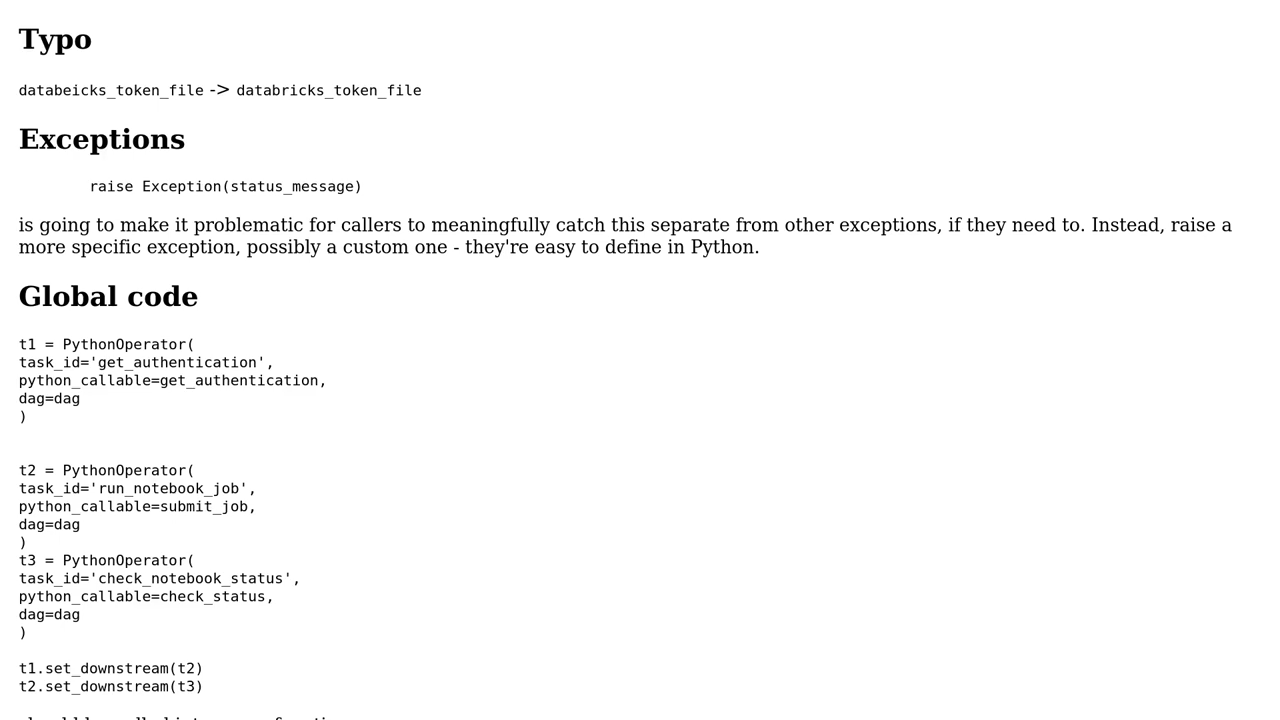 Typo
databeicks_token_file -> databricks_token_file
Exceptions
raise Exception(status_message)
is going to make it problematic for callers to meaningfully catch this separate from other exceptions, if they need to. Instead, raise a
more specific exception, possibly a custom one - they're easy to define in Python.
Global code
t1 = PythonOperator(
task_id='get_authentication',
python_callable=get_authentication,
dag=dag
)
t2 = PythonOperator(
task_id='run_notebook_job',
python_callable=submit_job,
dag=dag
)
t3 = PythonOperator(
task_id='check_notebook_status',
python_callable=check_status,
dag=dag
)
t1.set_downstream(t2)
t2.set_downstream(t3)